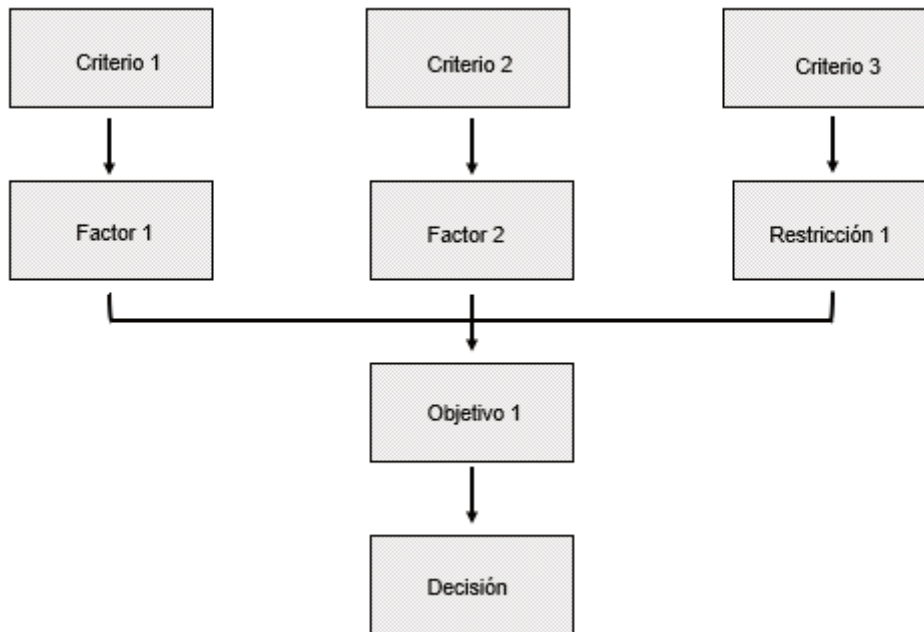 Criterio 1
Criterio 2
Criterio 3
Factor 1
Factor 2
Restricción 1
Objetivo 1
Decisión